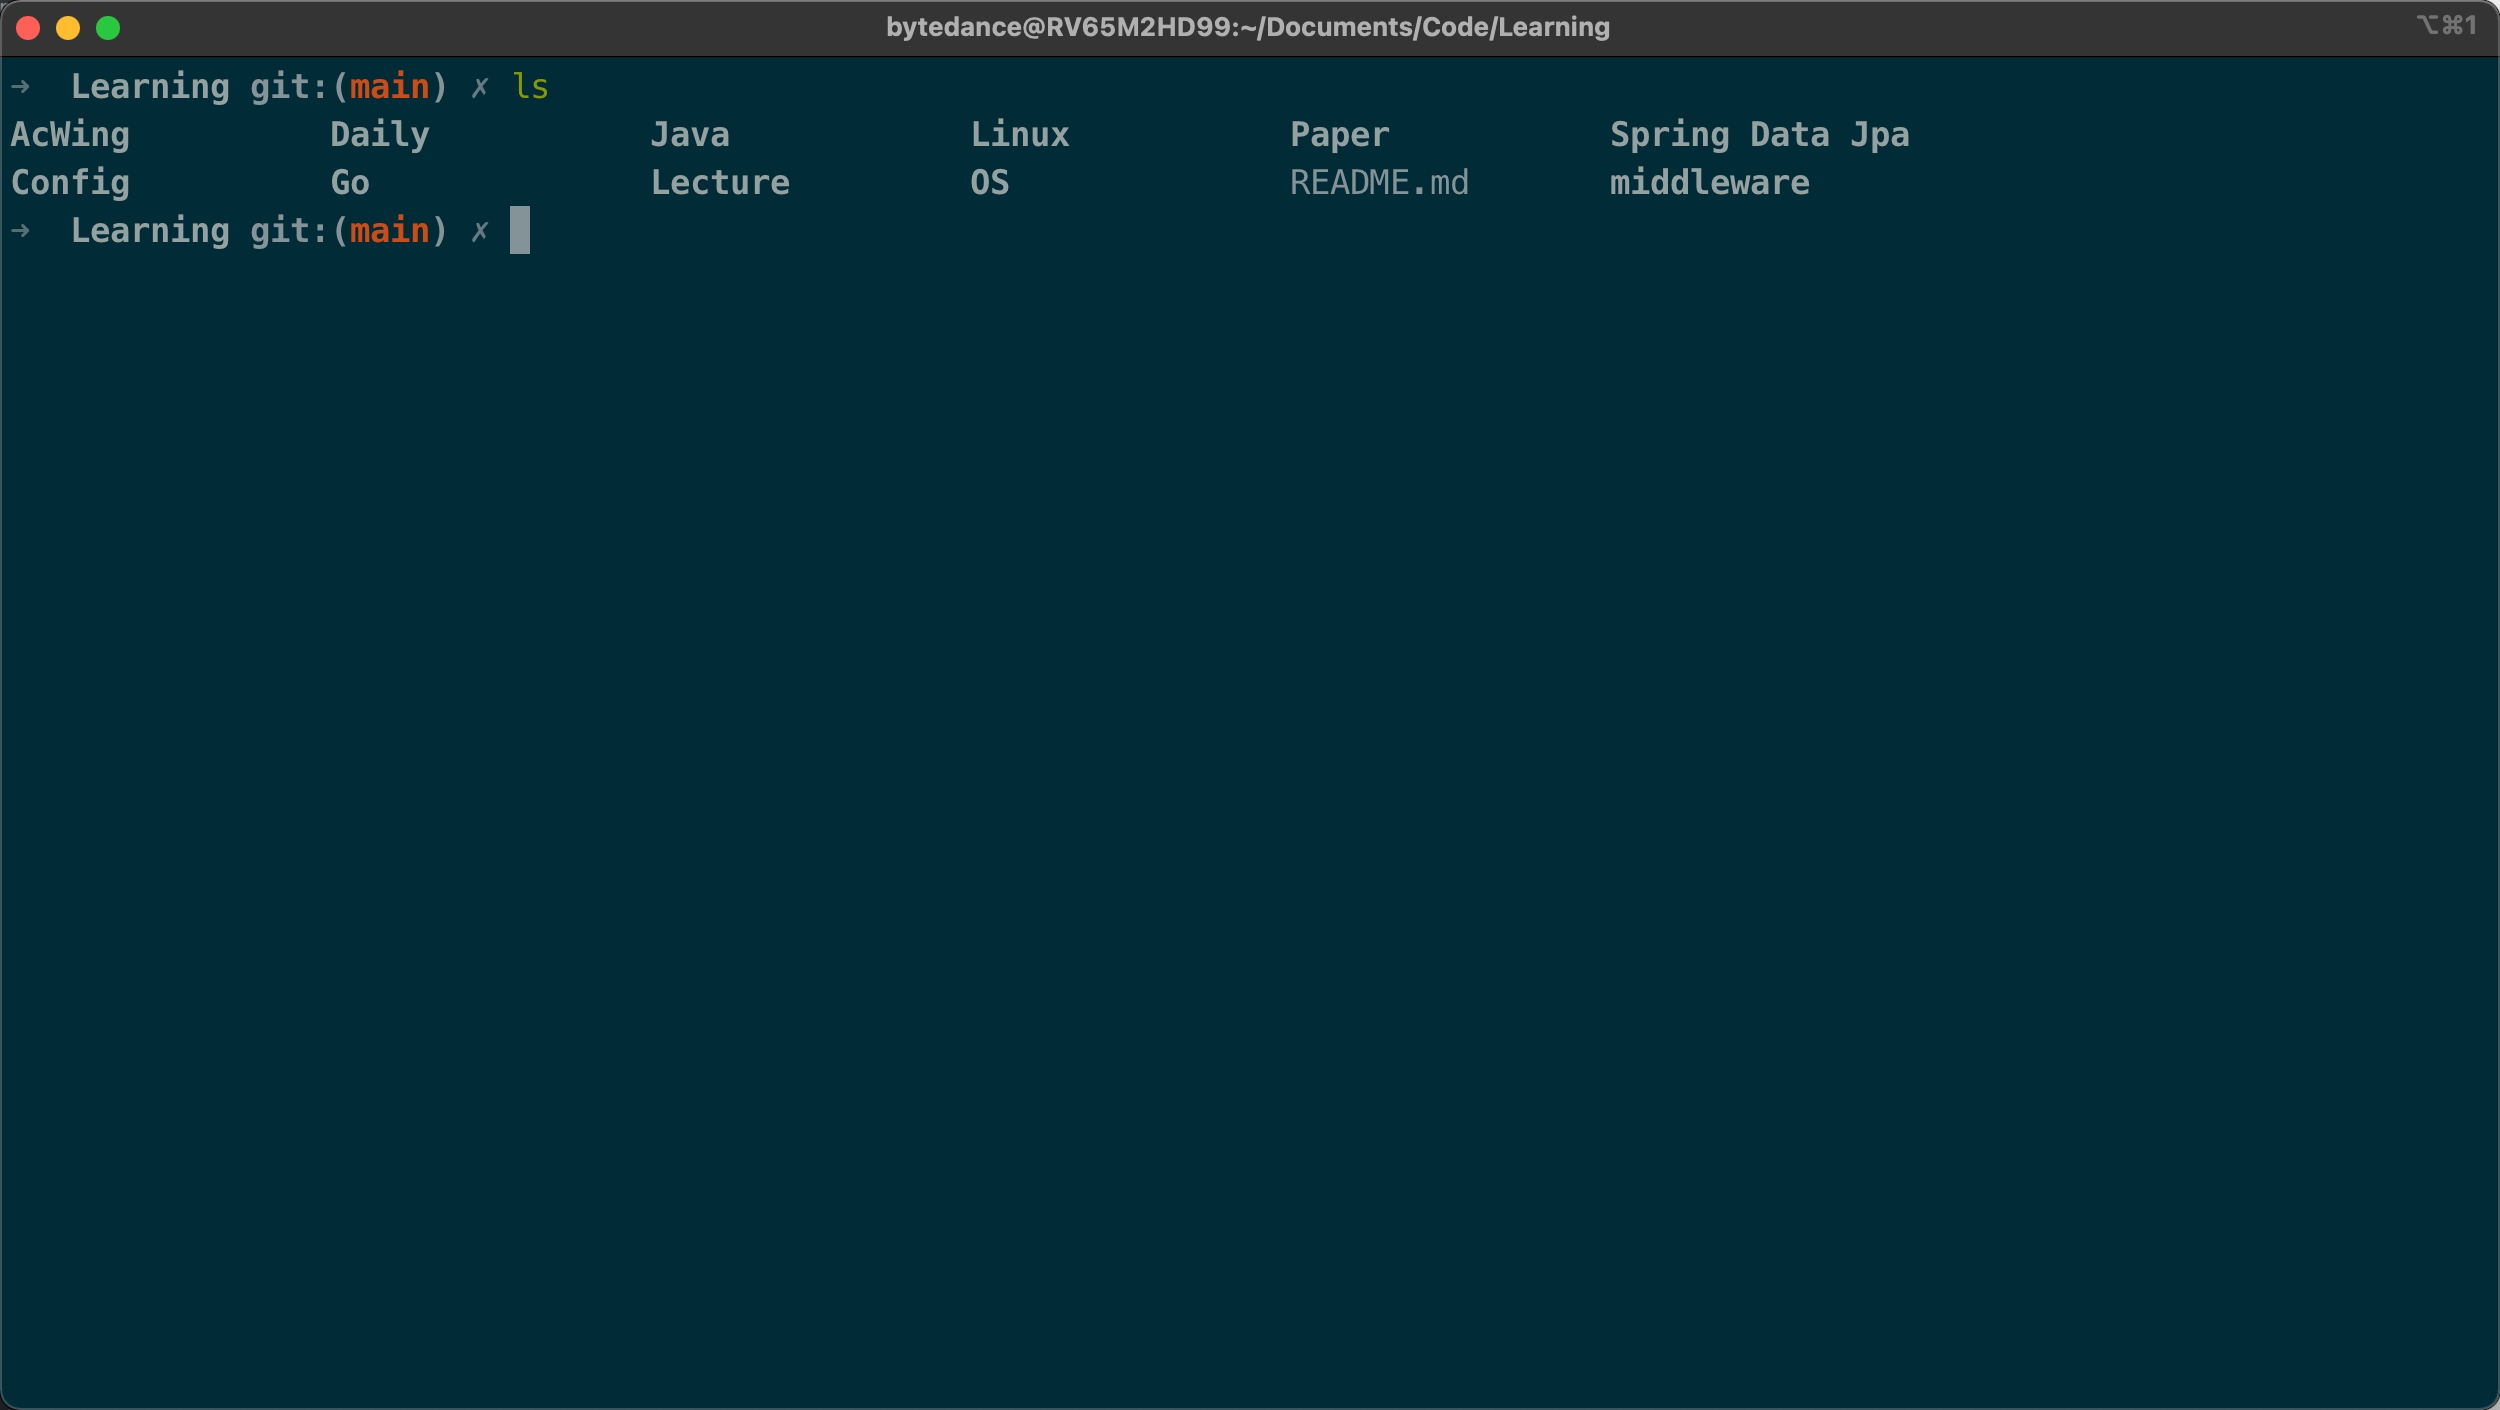 bytedance@RV65M2HD99:~/Documents/Code/Learning ⌥⌘1
→ Learning git:(main) ✗ ls
AcWing Daily Java Linux Paper Spring Data Jpa
Config Go Lecture OS README.md middleware
→ Learning git:(main) ✗